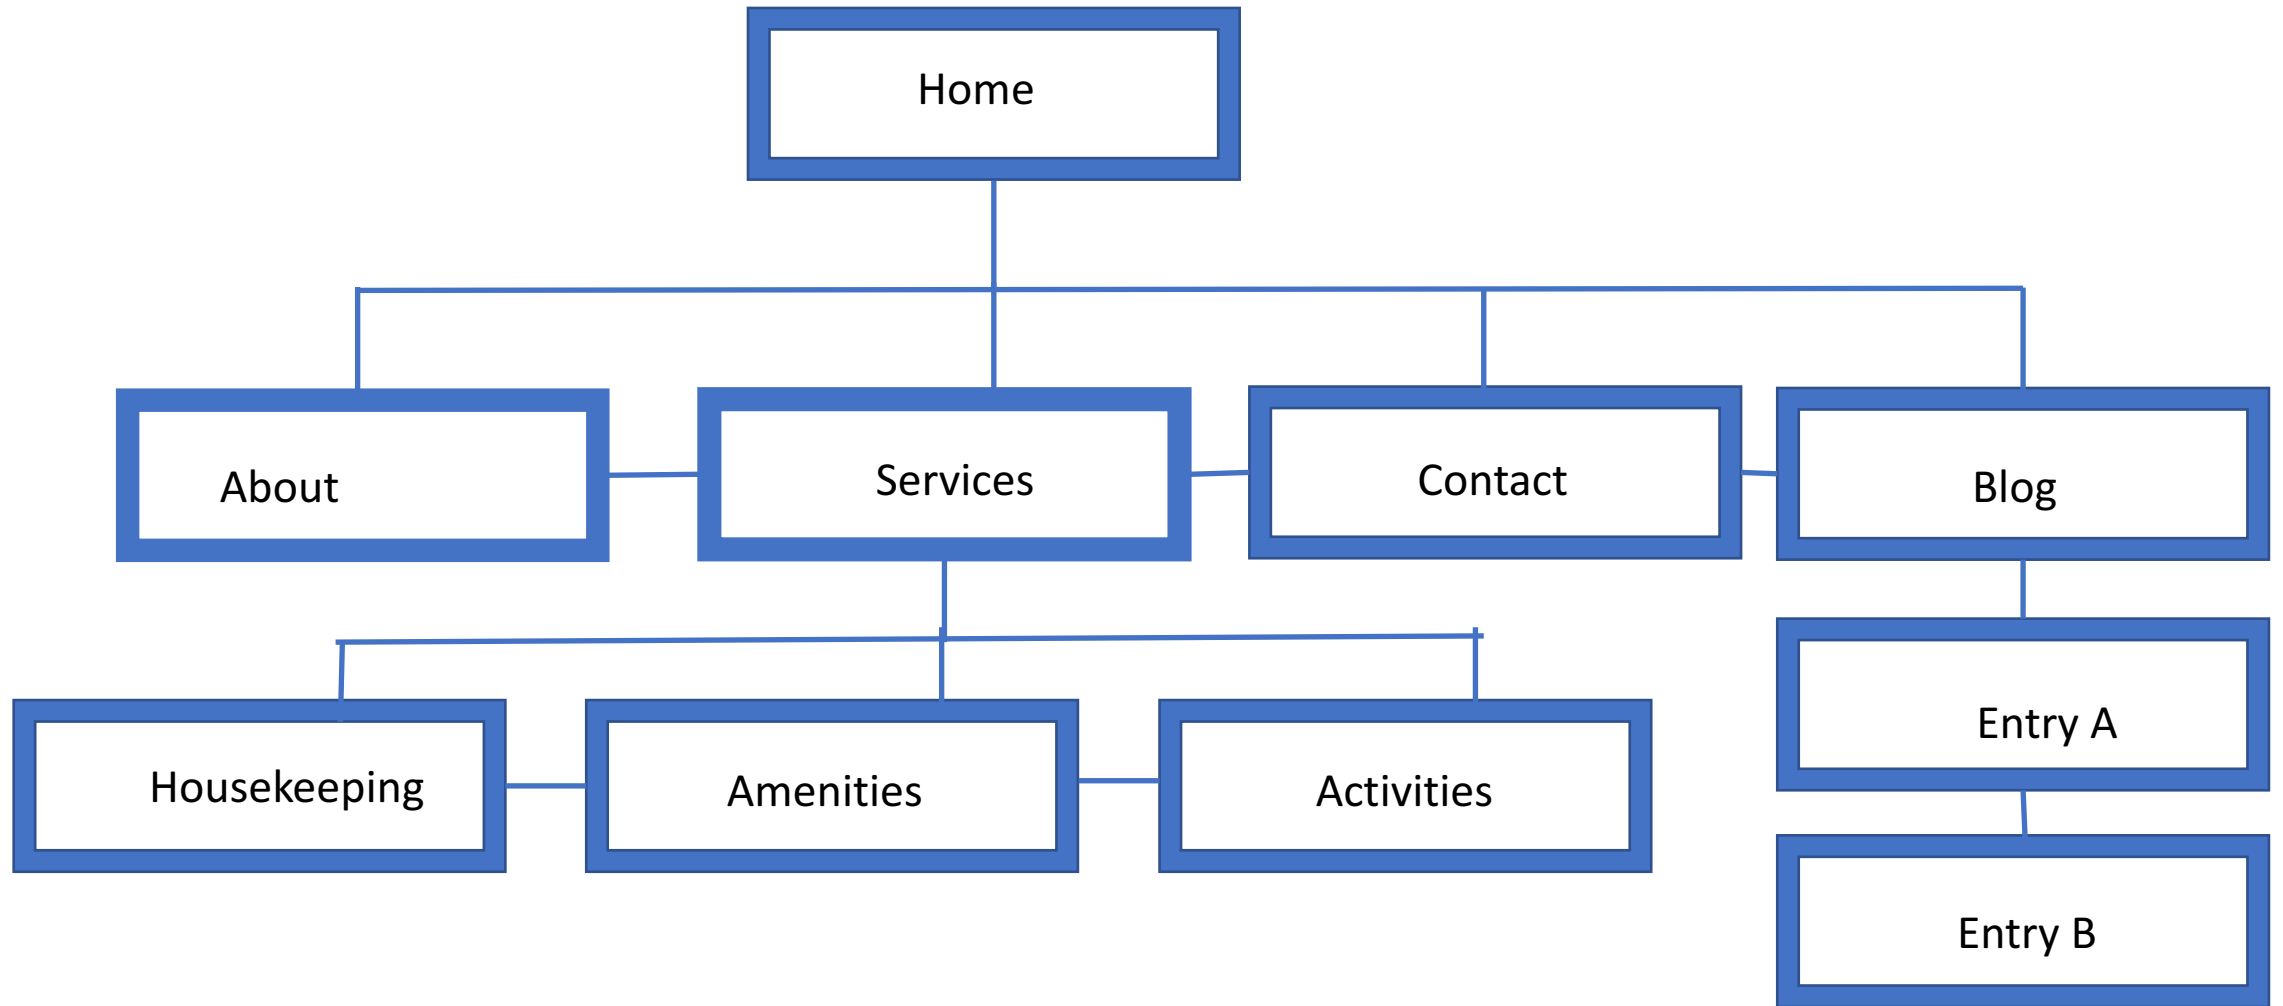 Home
About
Services
Contact
Blog
Entry A
Housekeeping
Amenities
Activities
Entry B